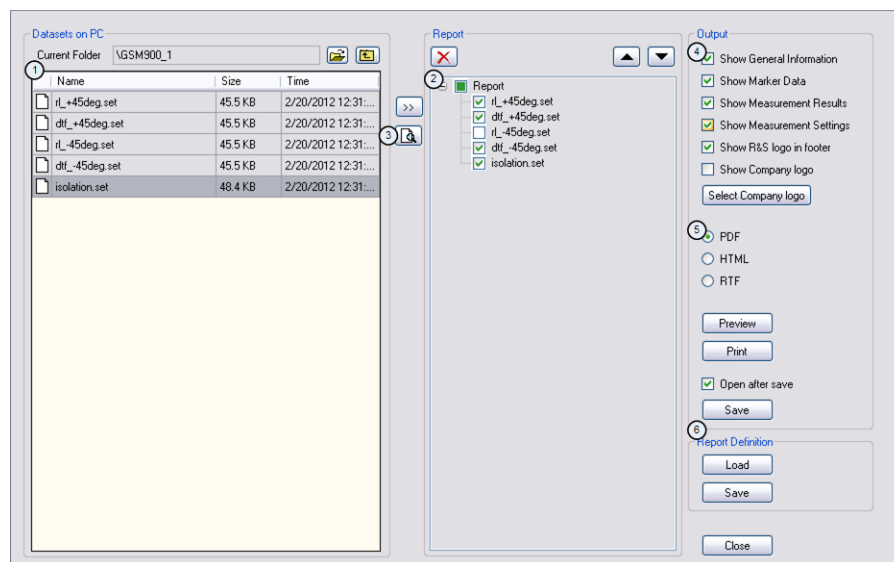 Datasets on PC
Current Folder \GSM900_1
1
Name Size Time
rl_+45deg.set 45.5 KB 2/20/2012 12:31:...
dtf_+45deg.set 45.5 KB 2/20/2012 12:31:...
rl_-45deg.set 45.5 KB 2/20/2012 12:31:...
dtf_-45deg.set 45.5 KB 2/20/2012 12:31:...
isolation.set 48.4 KB 2/20/2012 12:31:...
>>
3
Report
2
Report
rl_+45deg.set
dtf_+45deg.set
rl_-45deg.set
dtf_-45deg.set
isolation.set
Output
4
Show General Information
Show Marker Data
Show Measurement Results
Show Measurement Settings
Show R&S logo in footer
Show Company logo
Select Company logo
5
PDF
HTML
RTF
Preview
Print
Open after save
Save
6
Report Definition
Load
Save
Close